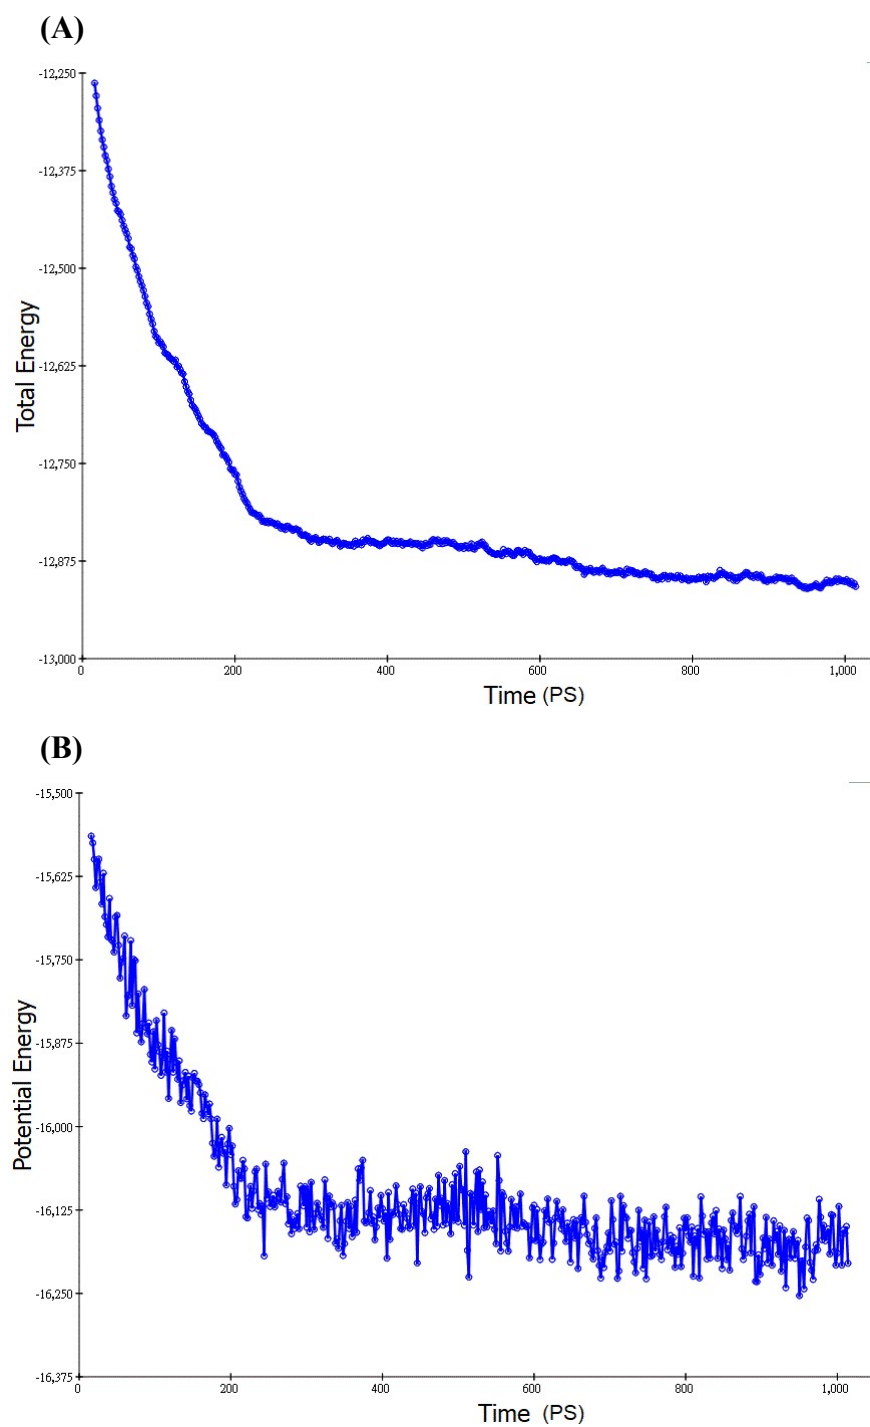 (A)
-12,250
-12,375
-12,500
-12,625
-12,750
-12,875
-13,000
Total Energy
0 200 400 600 800 1,000
Time (PS)
(B)
-15,500
-15,625
-15,750
-15,875
-16,000
-16,125
-16,250
-16,375
Potential Energy
0 200 400 600 800 1,000
Time (PS)